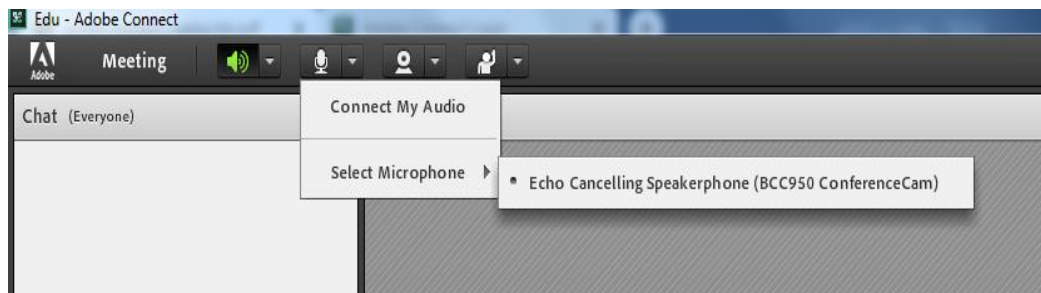 Edu - Adobe Connect
Adobe
Meeting
Connect My Audio
Chat (Everyone)
Select Microphone
Echo Cancelling Speakerphone (BCC950 ConferenceCam)